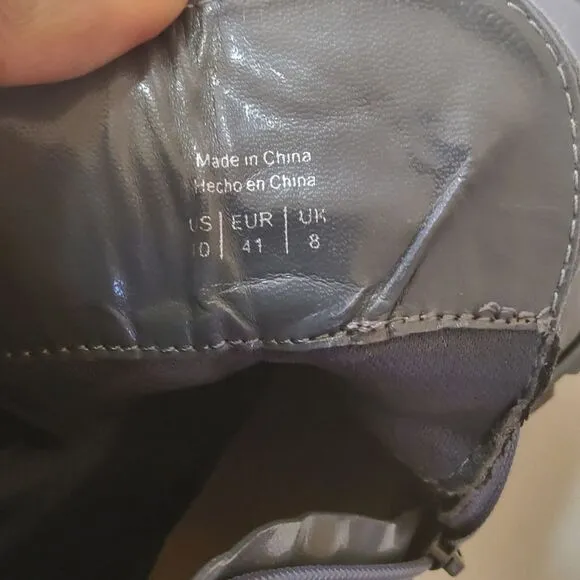 Made in China
Hecho en China
US | EUR | UK
10 | 41 | 8